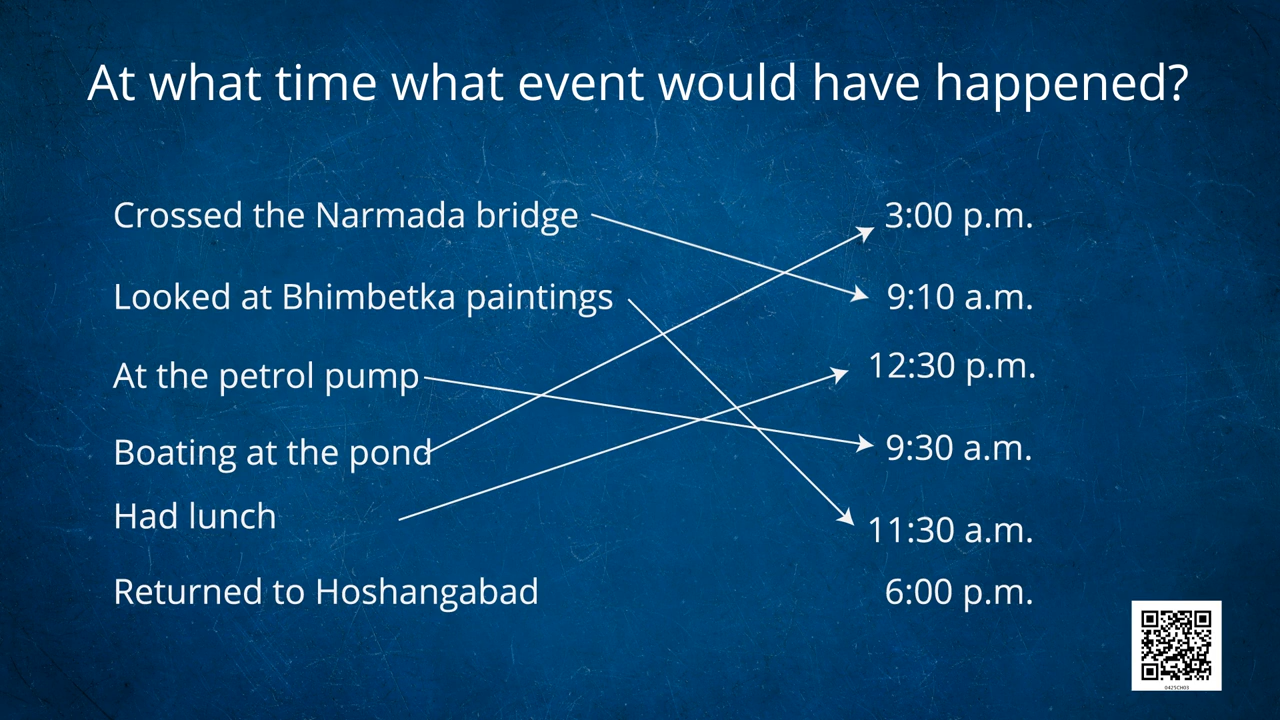 At what time what event would have happened?
Crossed the Narmada bridge 3:00 p.m.
Looked at Bhimbetka paintings 9:10 a.m.
At the petrol pump 12:30 p.m.
Boating at the pond 9:30 a.m.
Had lunch 11:30 a.m.
Returned to Hoshangabad 6:00 p.m.
0425CH03